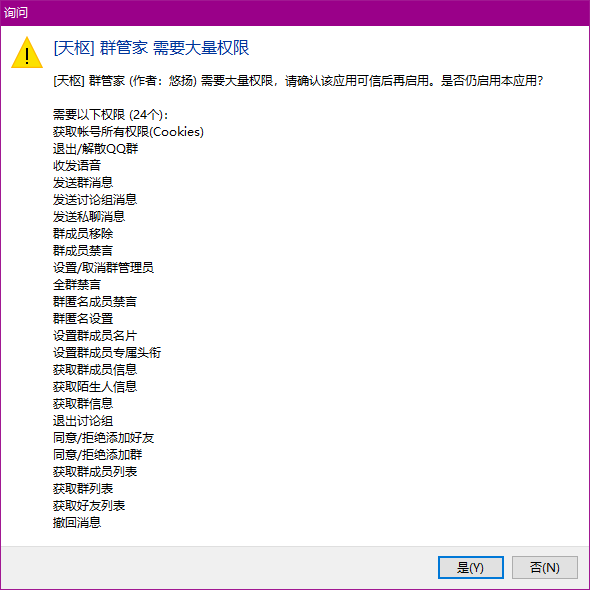 询问
[天枢] 群管家 需要大量权限
[天枢] 群管家 (作者：悠扬) 需要大量权限，请确认该应用可信后再启用。是否仍启用本应用？
需要以下权限 (24个)：
获取帐号所有权限(Cookies)
退出/解散QQ群
收发语音
发送群消息
发送讨论组消息
发送私聊消息
群成员移除
群成员禁言
设置/取消群管理员
全群禁言
群匿名成员禁言
群匿名设置
设置群成员名片
设置群成员专属头衔
获取群成员信息
获取陌生人信息
获取群信息
退出讨论组
同意/拒绝添加好友
同意/拒绝添加群
获取群成员列表
获取群列表
获取好友列表
撤回消息
是(Y)
否(N)